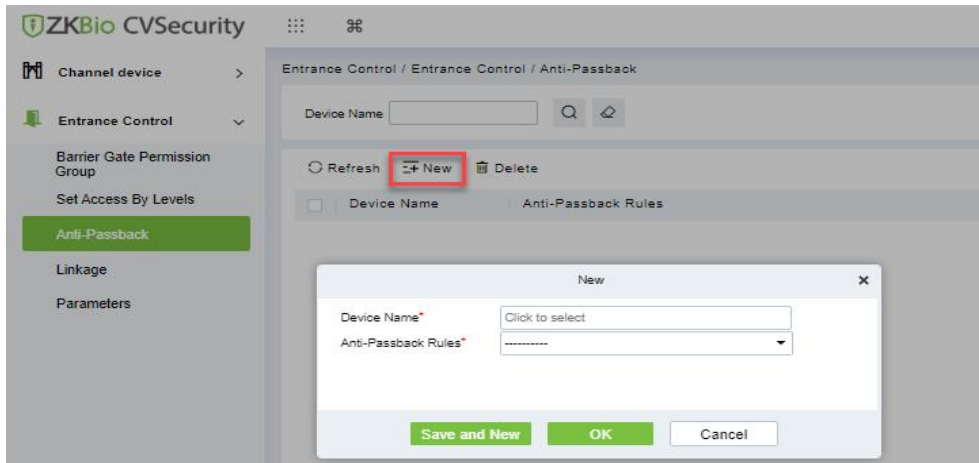 ZKBio CVSecurity
Channel device
Entrance Control
Barrier Gate Permission
Group
Set Access By Levels
Anti-Passback
Linkage
Parameters
Entrance Control / Entrance Control / Anti-Passback
Device Name
Refresh New Delete
Device Name Anti-Passback Rules
New
Device Name* Click to select
Anti-Passback Rules* ----------
Save and New OK Cancel